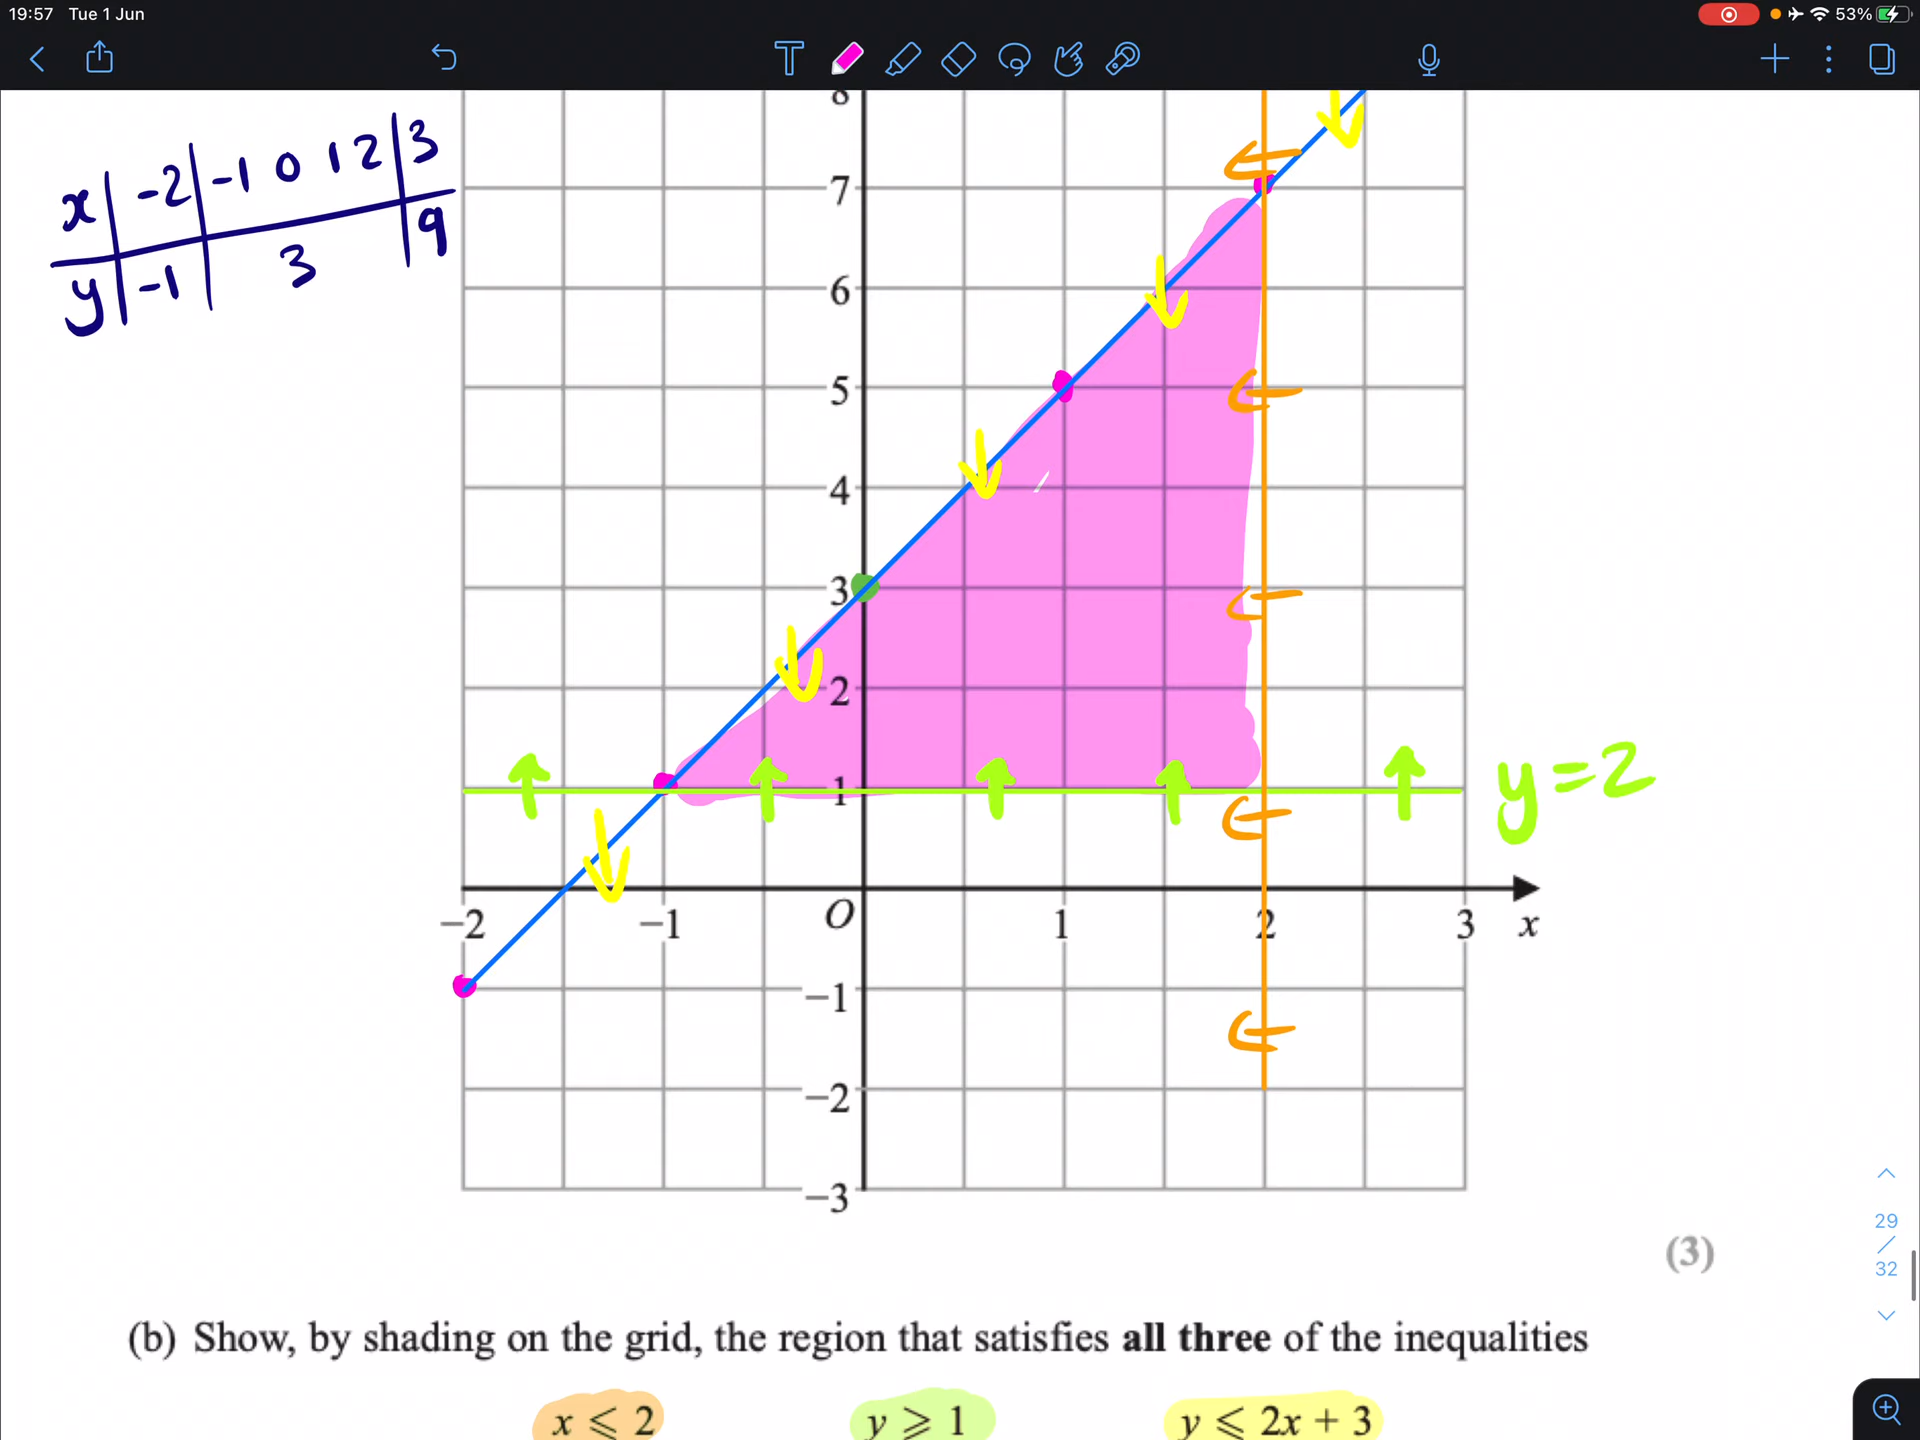 19:57 Tue 1 Jun
53%
T
x -2 -1 0 1 2 3
y -1 3 9
8
7
6
5
4
3
2
1
y=2
−2 −1 O 1 2 3 x
−1
−2
−3
(3)
29
/
32
(b) Show, by shading on the grid, the region that satisfies all three of the inequalities
x ⩽ 2 y ⩾ 1 y ⩽ 2x + 3